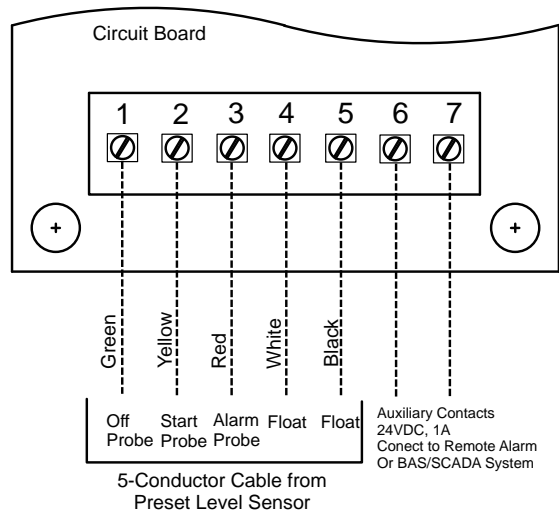 Circuit Board
1 2 3 4 5 6 7
Green
Yellow
Red
White
Black
Off
Probe
Start
Probe
Alarm
Probe
Float
Float
Auxiliary Contacts
24VDC, 1A
Conect to Remote Alarm
Or BAS/SCADA System
5-Conductor Cable from
Preset Level Sensor